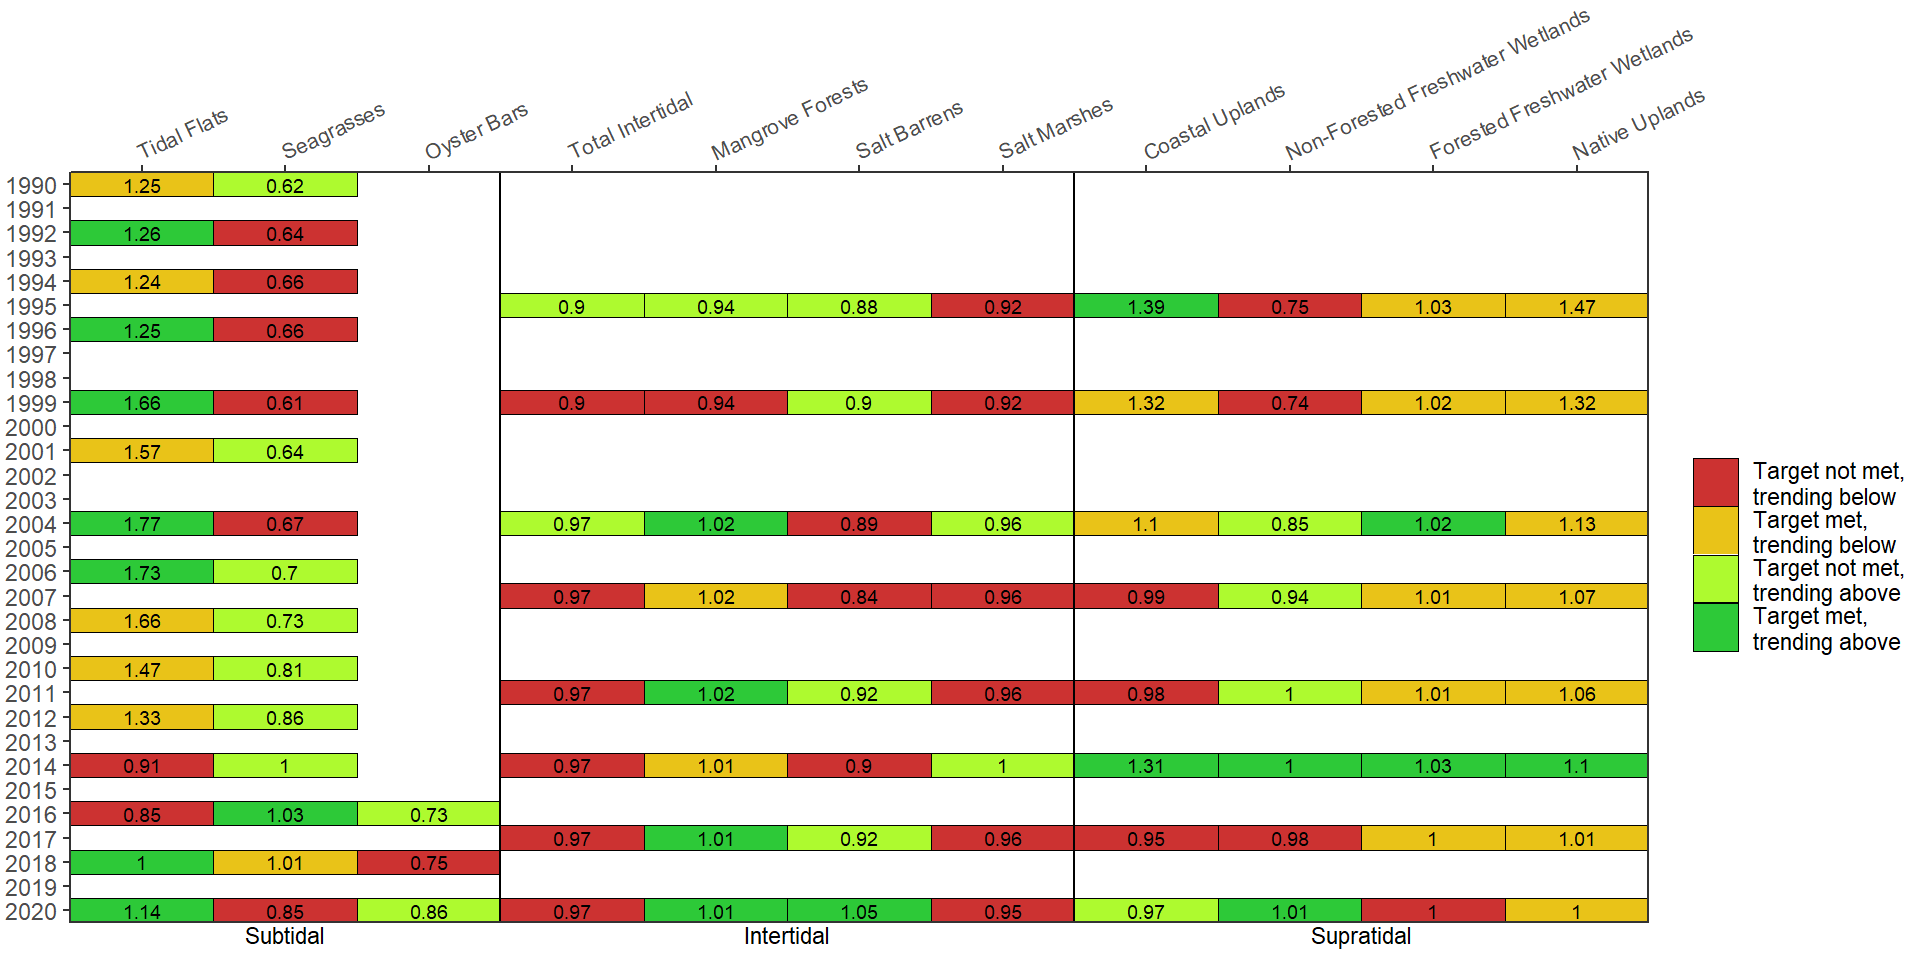 Tidal Flats
Seagrasses
Oyster Bars
Total Intertidal
Mangrove Forests
Salt Barrens
Salt Marshes
Coastal Uplands
Non-Forested Freshwater Wetlands
Forested Freshwater Wetlands
Native Uplands
1990 1.25 0.62
1991
1992 1.26 0.64
1993
1994 1.24 0.66
1995 0.9 0.94 0.88 0.92 1.39 0.75 1.03 1.47
1996 1.25 0.66
1997
1998
1999 1.66 0.61 0.9 0.94 0.9 0.92 1.32 0.74 1.02 1.32
2000
2001 1.57 0.64
2002
2003
2004 1.77 0.67 0.97 1.02 0.89 0.96 1.1 0.85 1.02 1.13
2005
2006 1.73 0.7
2007 0.97 1.02 0.84 0.96 0.99 0.94 1.01 1.07
2008 1.66 0.73
2009
2010 1.47 0.81
2011 0.97 1.02 0.92 0.96 0.98 1 1.01 1.06
2012 1.33 0.86
2013
2014 0.91 1 0.97 1.01 0.9 1 1.31 1 1.03 1.1
2015
2016 0.85 1.03 0.73
2017 0.97 1.01 0.92 0.96 0.95 0.98 1 1.01
2018 1 1.01 0.75
2019
2020 1.14 0.85 0.86 0.97 1.01 1.05 0.95 0.97 1.01 1 1
Subtidal Intertidal Supratidal
Target not met,
trending below
Target met,
trending below
Target not met,
trending above
Target met,
trending above